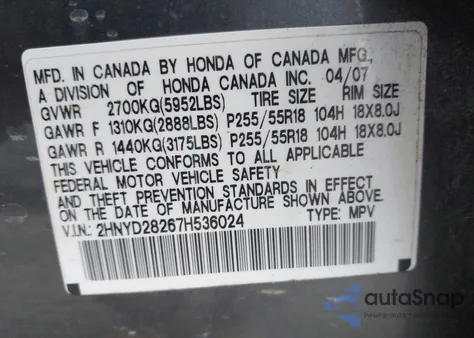 MFD. IN CANADA BY HONDA OF CANADA MFG.,
A DIVISION OF HONDA CANADA INC. 04/07
GVWR 2700KG(5952LBS) TIRE SIZE RIM SIZE
GAWR F 1310KG(2888LBS) P255/55R18 104H 18X8.0J
GAWR R 1440KG(3175LBS) P255/55R18 104H 18X8.0J
THIS VEHICLE CONFORMS TO ALL APPLICABLE
FEDERAL MOTOR VEHICLE SAFETY
AND THEFT PREVENTION STANDARDS IN EFFECT
ON THE DATE OF MANUFACTURE SHOWN ABOVE.
V.I.N.: 2HNYD28267H536024 TYPE: MPV
autoSnap